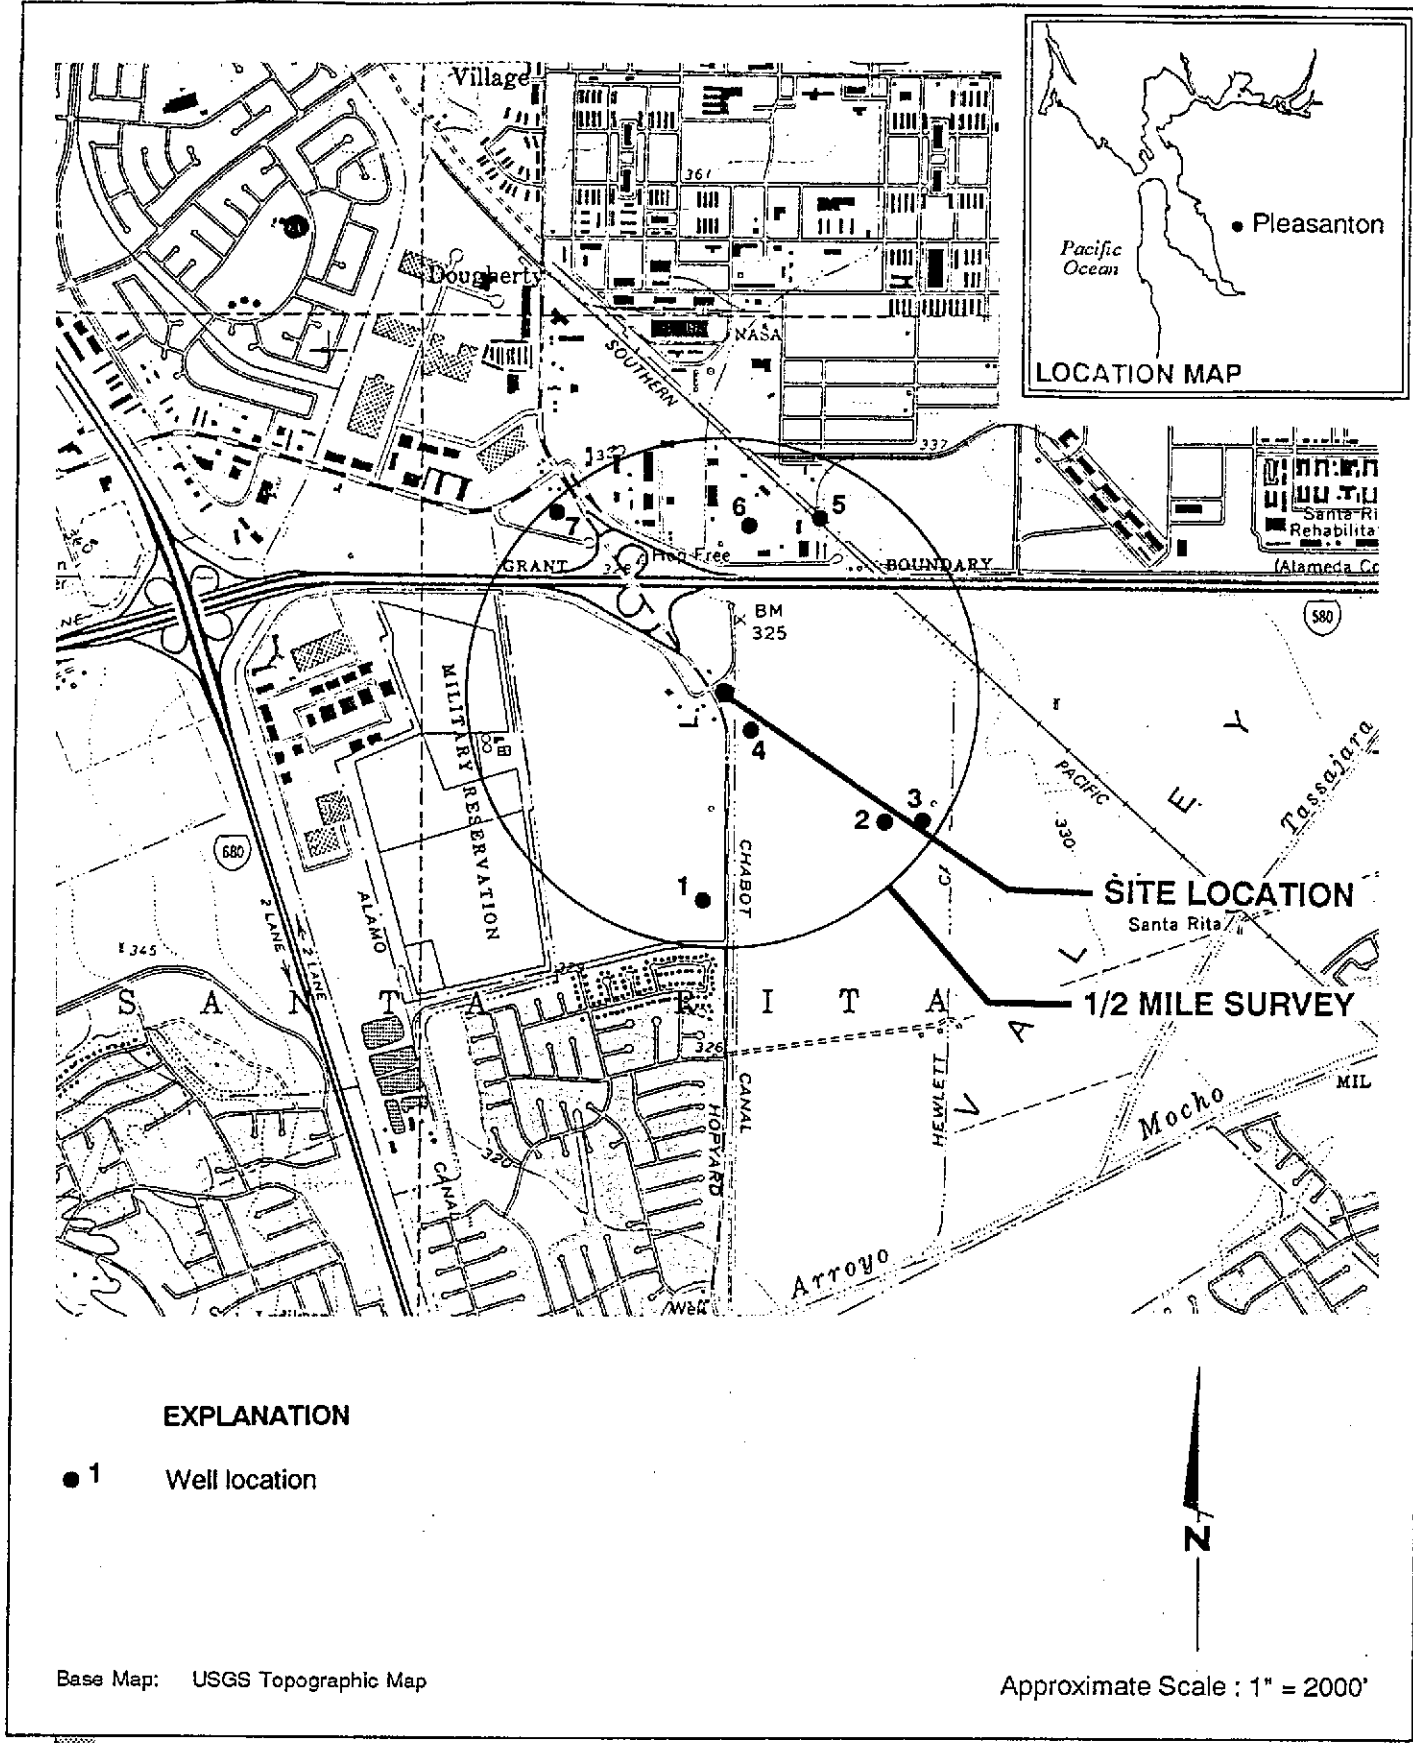 Village
361
Pleasanton
Pacific
Ocean
LOCATION MAP
Dougherty
NASA
SOUTHERN
337
7
6
5
Santa Ri
Rehabilita
(Alameda Co
Hop Free
GRANT
BOUNDARY
BM
325
580
MILITARY RESERVATION
L
4
3
2
1
PACIFIC
330
Y
E
Tassajara
680
ALAMO
CHABOT
2 LANE
2 LANE
345
SITE LOCATION
Santa Rita
L
SANTA RITA
1/2 MILE SURVEY
A
V
326
CANAL
HOPYARD
HEWLETT
MIL
Mocho
320
CANAL
Arroyo
Well
EXPLANATION
1 Well location
N
Base Map: USGS Topographic Map
Approximate Scale : 1" = 2000'